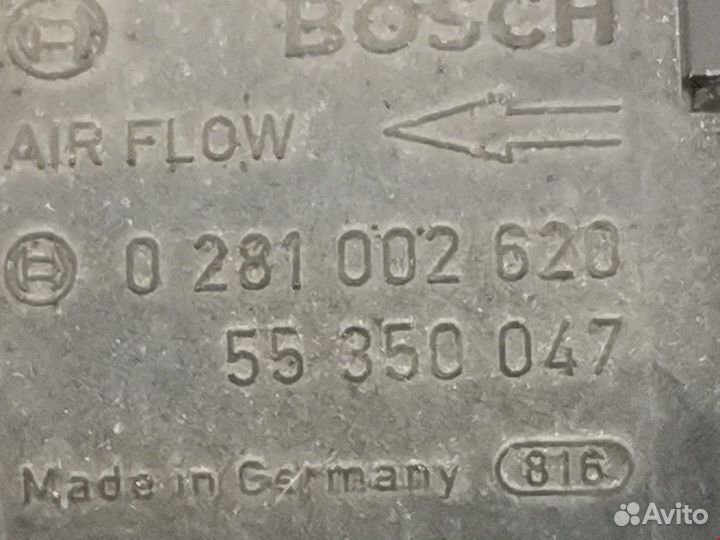 BOSCH
AIR FLOW
0 281 002 620
55 350 047
Made in Germany 816
Avito